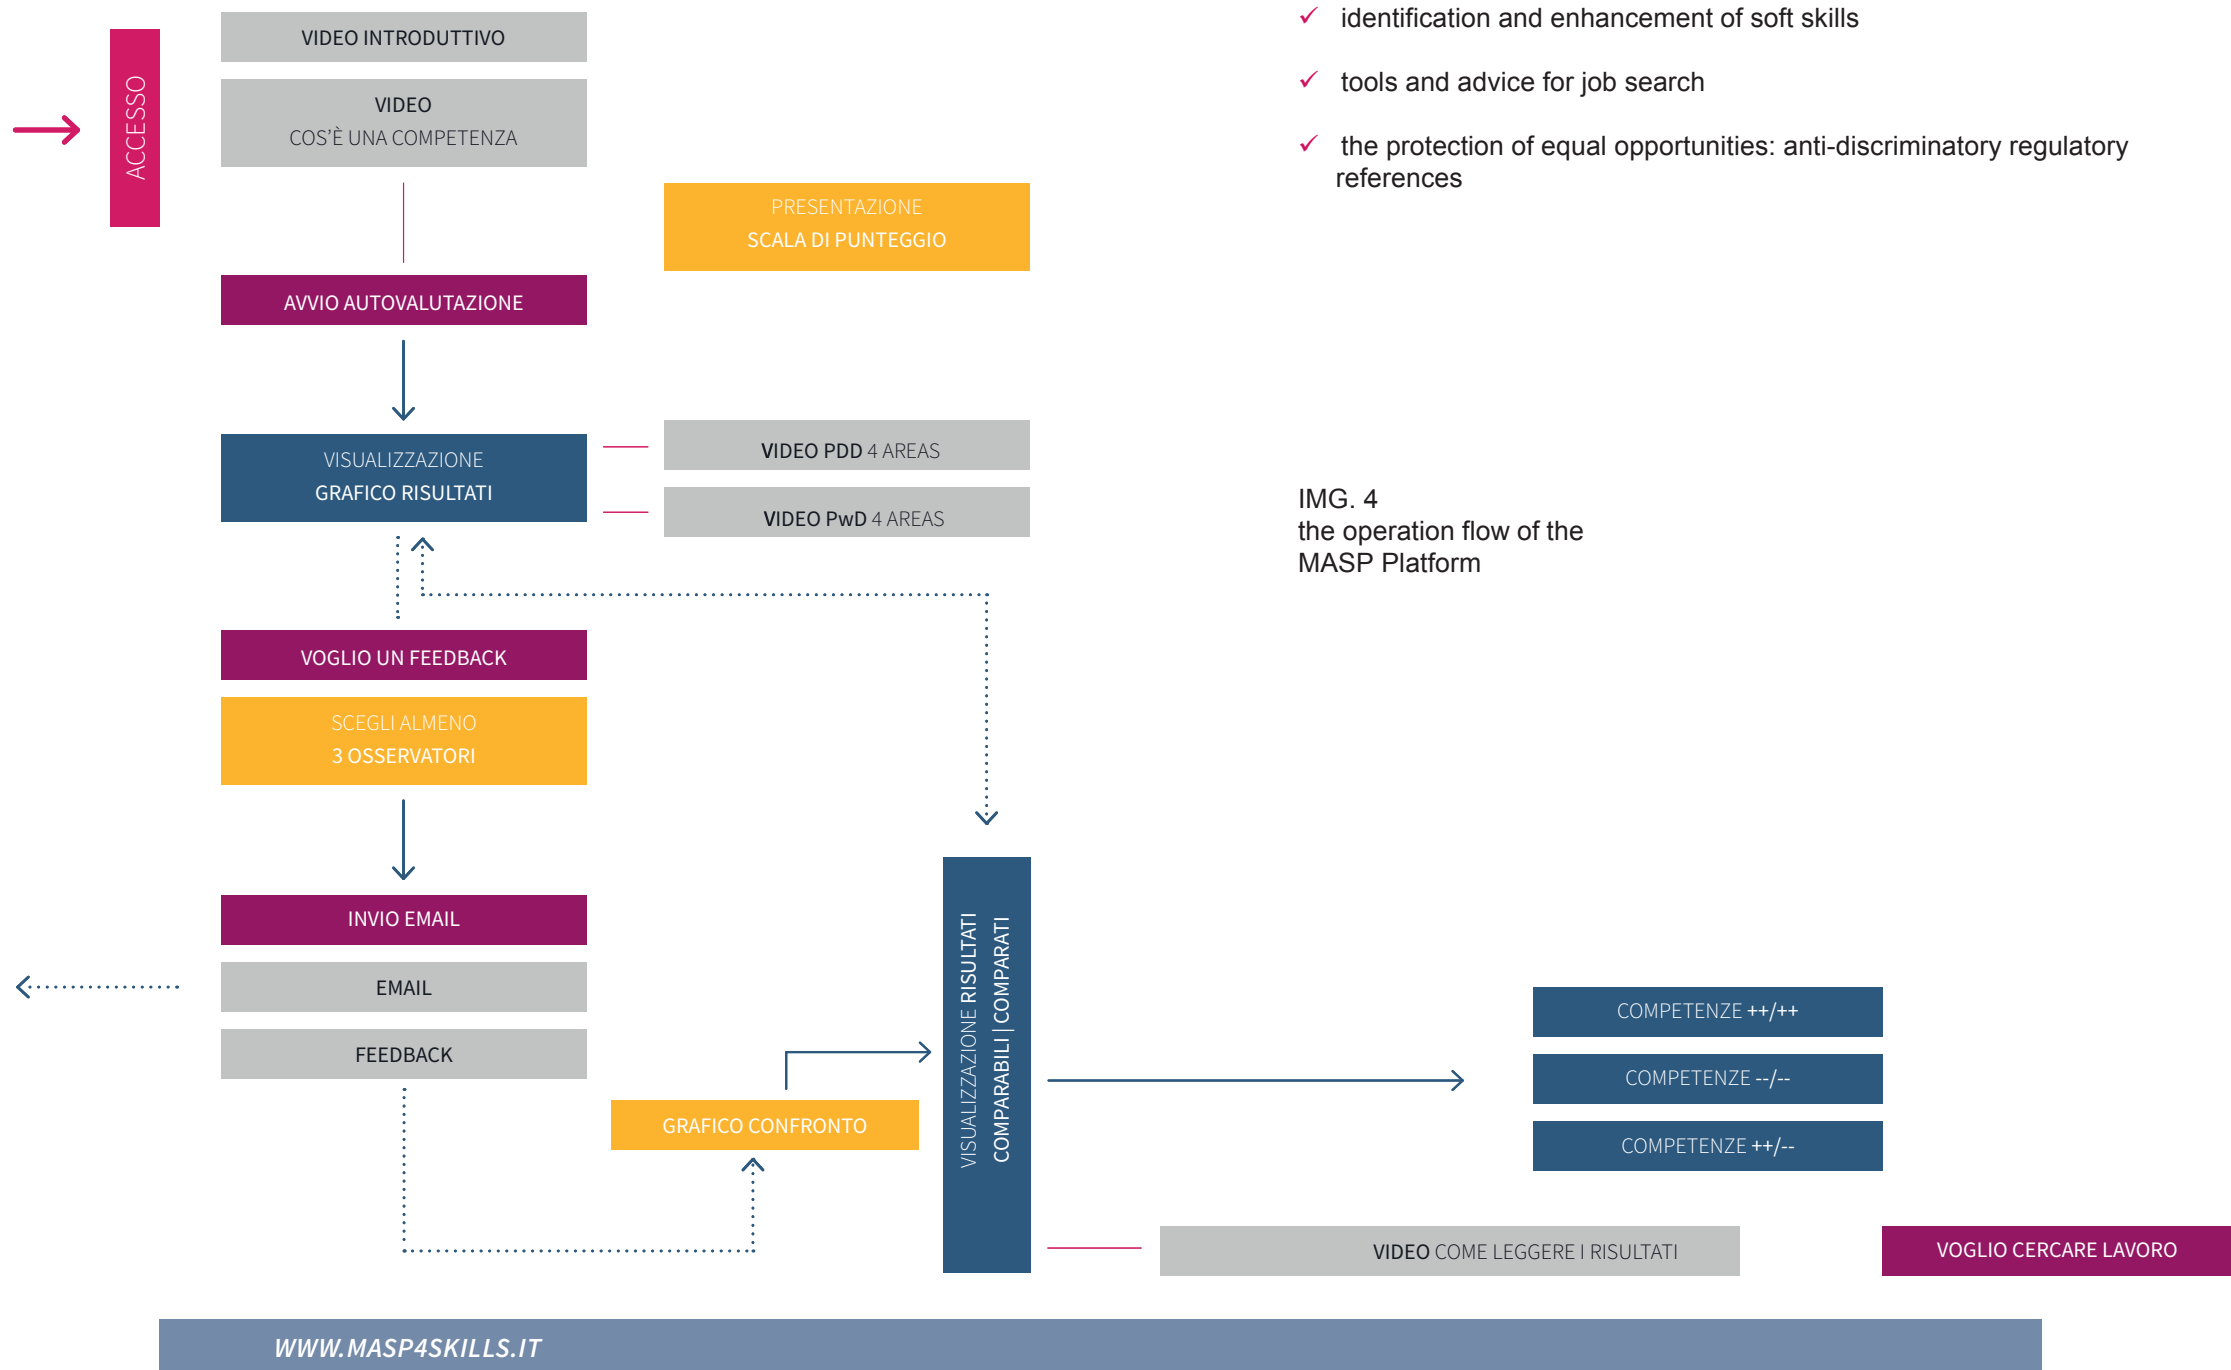 ACCESSO
VIDEO INTRODUTTIVO
VIDEO
COS'È UNA COMPETENZA
PRESENTAZIONE
SCALA DI PUNTEGGIO
AVVIO AUTOVALUTAZIONE
VISUALIZZAZIONE
GRAFICO RISULTATI
VIDEO PDD 4 AREAS
VIDEO PwD 4 AREAS
VOGLIO UN FEEDBACK
SCEGLI ALMENO
3 OSSERVATORI
INVIO EMAIL
EMAIL
FEEDBACK
GRAFICO CONFRONTO
VISUALIZZAZIONE RISULTATI
COMPARABILI | COMPARATI
COMPETENZE ++/++
COMPETENZE --/--
COMPETENZE ++/--
VIDEO COME LEGGERE I RISULTATI
VOGLIO CERCARE LAVORO
✓ identification and enhancement of soft skills
✓ tools and advice for job search
✓ the protection of equal opportunities: anti-discriminatory regulatory
references
IMG. 4
the operation flow of the
MASP Platform
WWW.MASP4SKILLS.IT